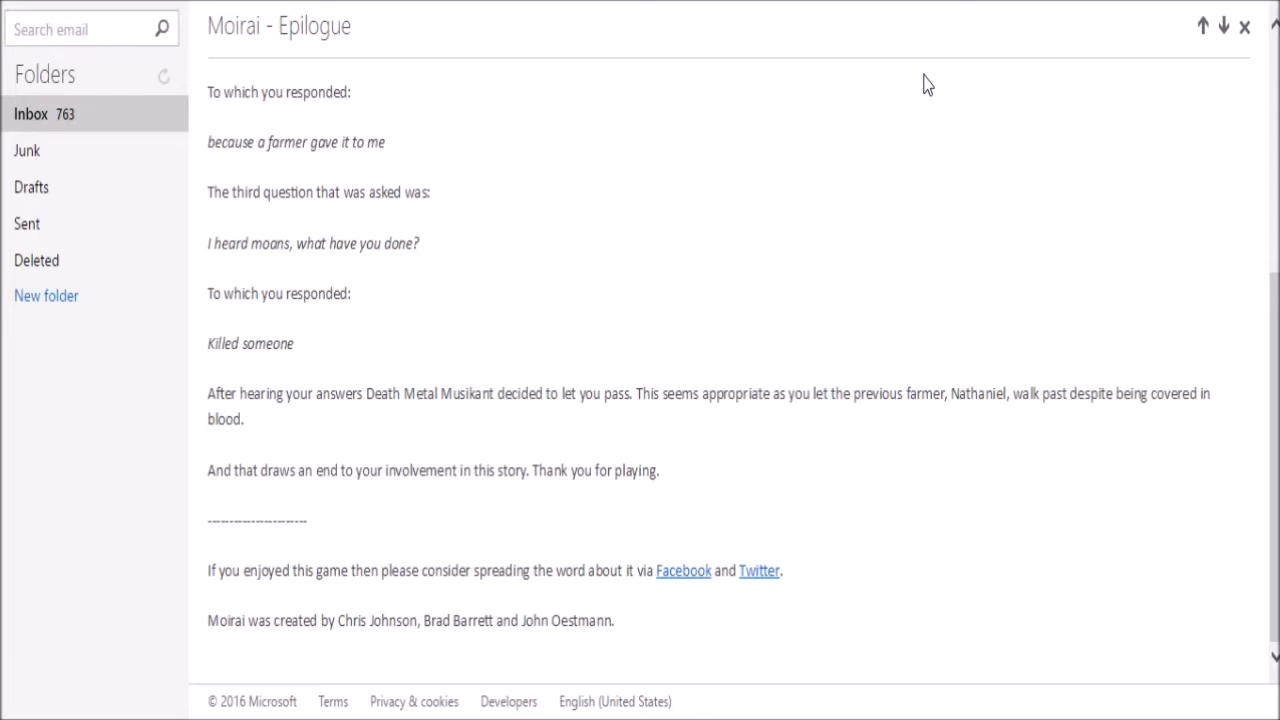 Search email
Moirai - Epilogue
Folders
Inbox 763
Junk
Drafts
Sent
Deleted
New folder
To which you responded:
because a farmer gave it to me
The third question that was asked was:
I heard moans, what have you done?
To which you responded:
Killed someone
After hearing your answers Death Metal Musikant decided to let you pass. This seems appropriate as you let the previous farmer, Nathaniel, walk past despite being covered in
blood.
And that draws an end to your involvement in this story. Thank you for playing.
-----------------------
If you enjoyed this game then please consider spreading the word about it via Facebook and Twitter.
Moirai was created by Chris Johnson, Brad Barrett and John Oestmann.
© 2016 Microsoft Terms Privacy & cookies Developers English (United States)